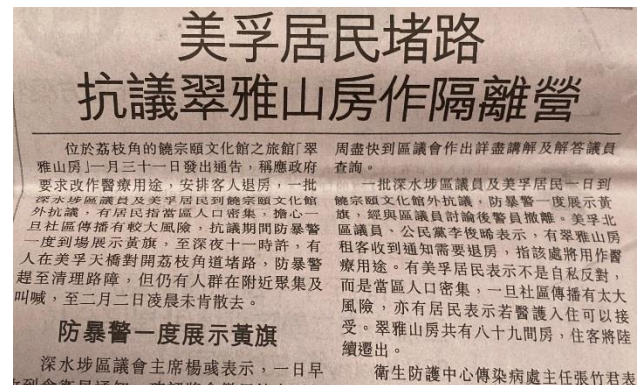 美孚居民堵路
抗議翠雅山房作隔離營
位於荔枝角的饒宗頤文化館之旅館「翠
雅山房」一月三十一日發出通告，稱應政府
要求改作醫療用途，安排客人退房，一批
深水埗區議員及美孚居民到饒宗頤文化館
外抗議，有居民指當區人口密集，擔心一
旦社區傳播有較大風險，抗議期間防暴警
一度到場展示黃旗，至深夜十一時許，有
人在美孚天橋對開荔枝角道堵路，防暴警
趕至清理路障，但仍有人群在附近聚集及
叫喊，至二月二日凌晨未肯散去。
防暴警一度展示黃旗
深水埗區議會主席楊彧表示，一日早
周盡快到區議會作出詳盡講解及解答議員
查詢。
一批深水埗區議員及美孚居民一日到
饒宗頤文化館外抗議，防暴警一度展示黃
旗，經與區議員討論後警員撤離。美孚北
區議員、公民黨李俊晞表示，有翠雅山房
租客收到通知需要退房，指該處將用作醫
療用途。有美孚居民表示不是自私反對，
而是當區人口密集，一旦社區傳播有太大
風險，亦有居民表示若醫護入住可以接
受。翠雅山房共有八十九間房，住客將陸
續遷出。
衛生防護中心傳染病處主任張竹君表